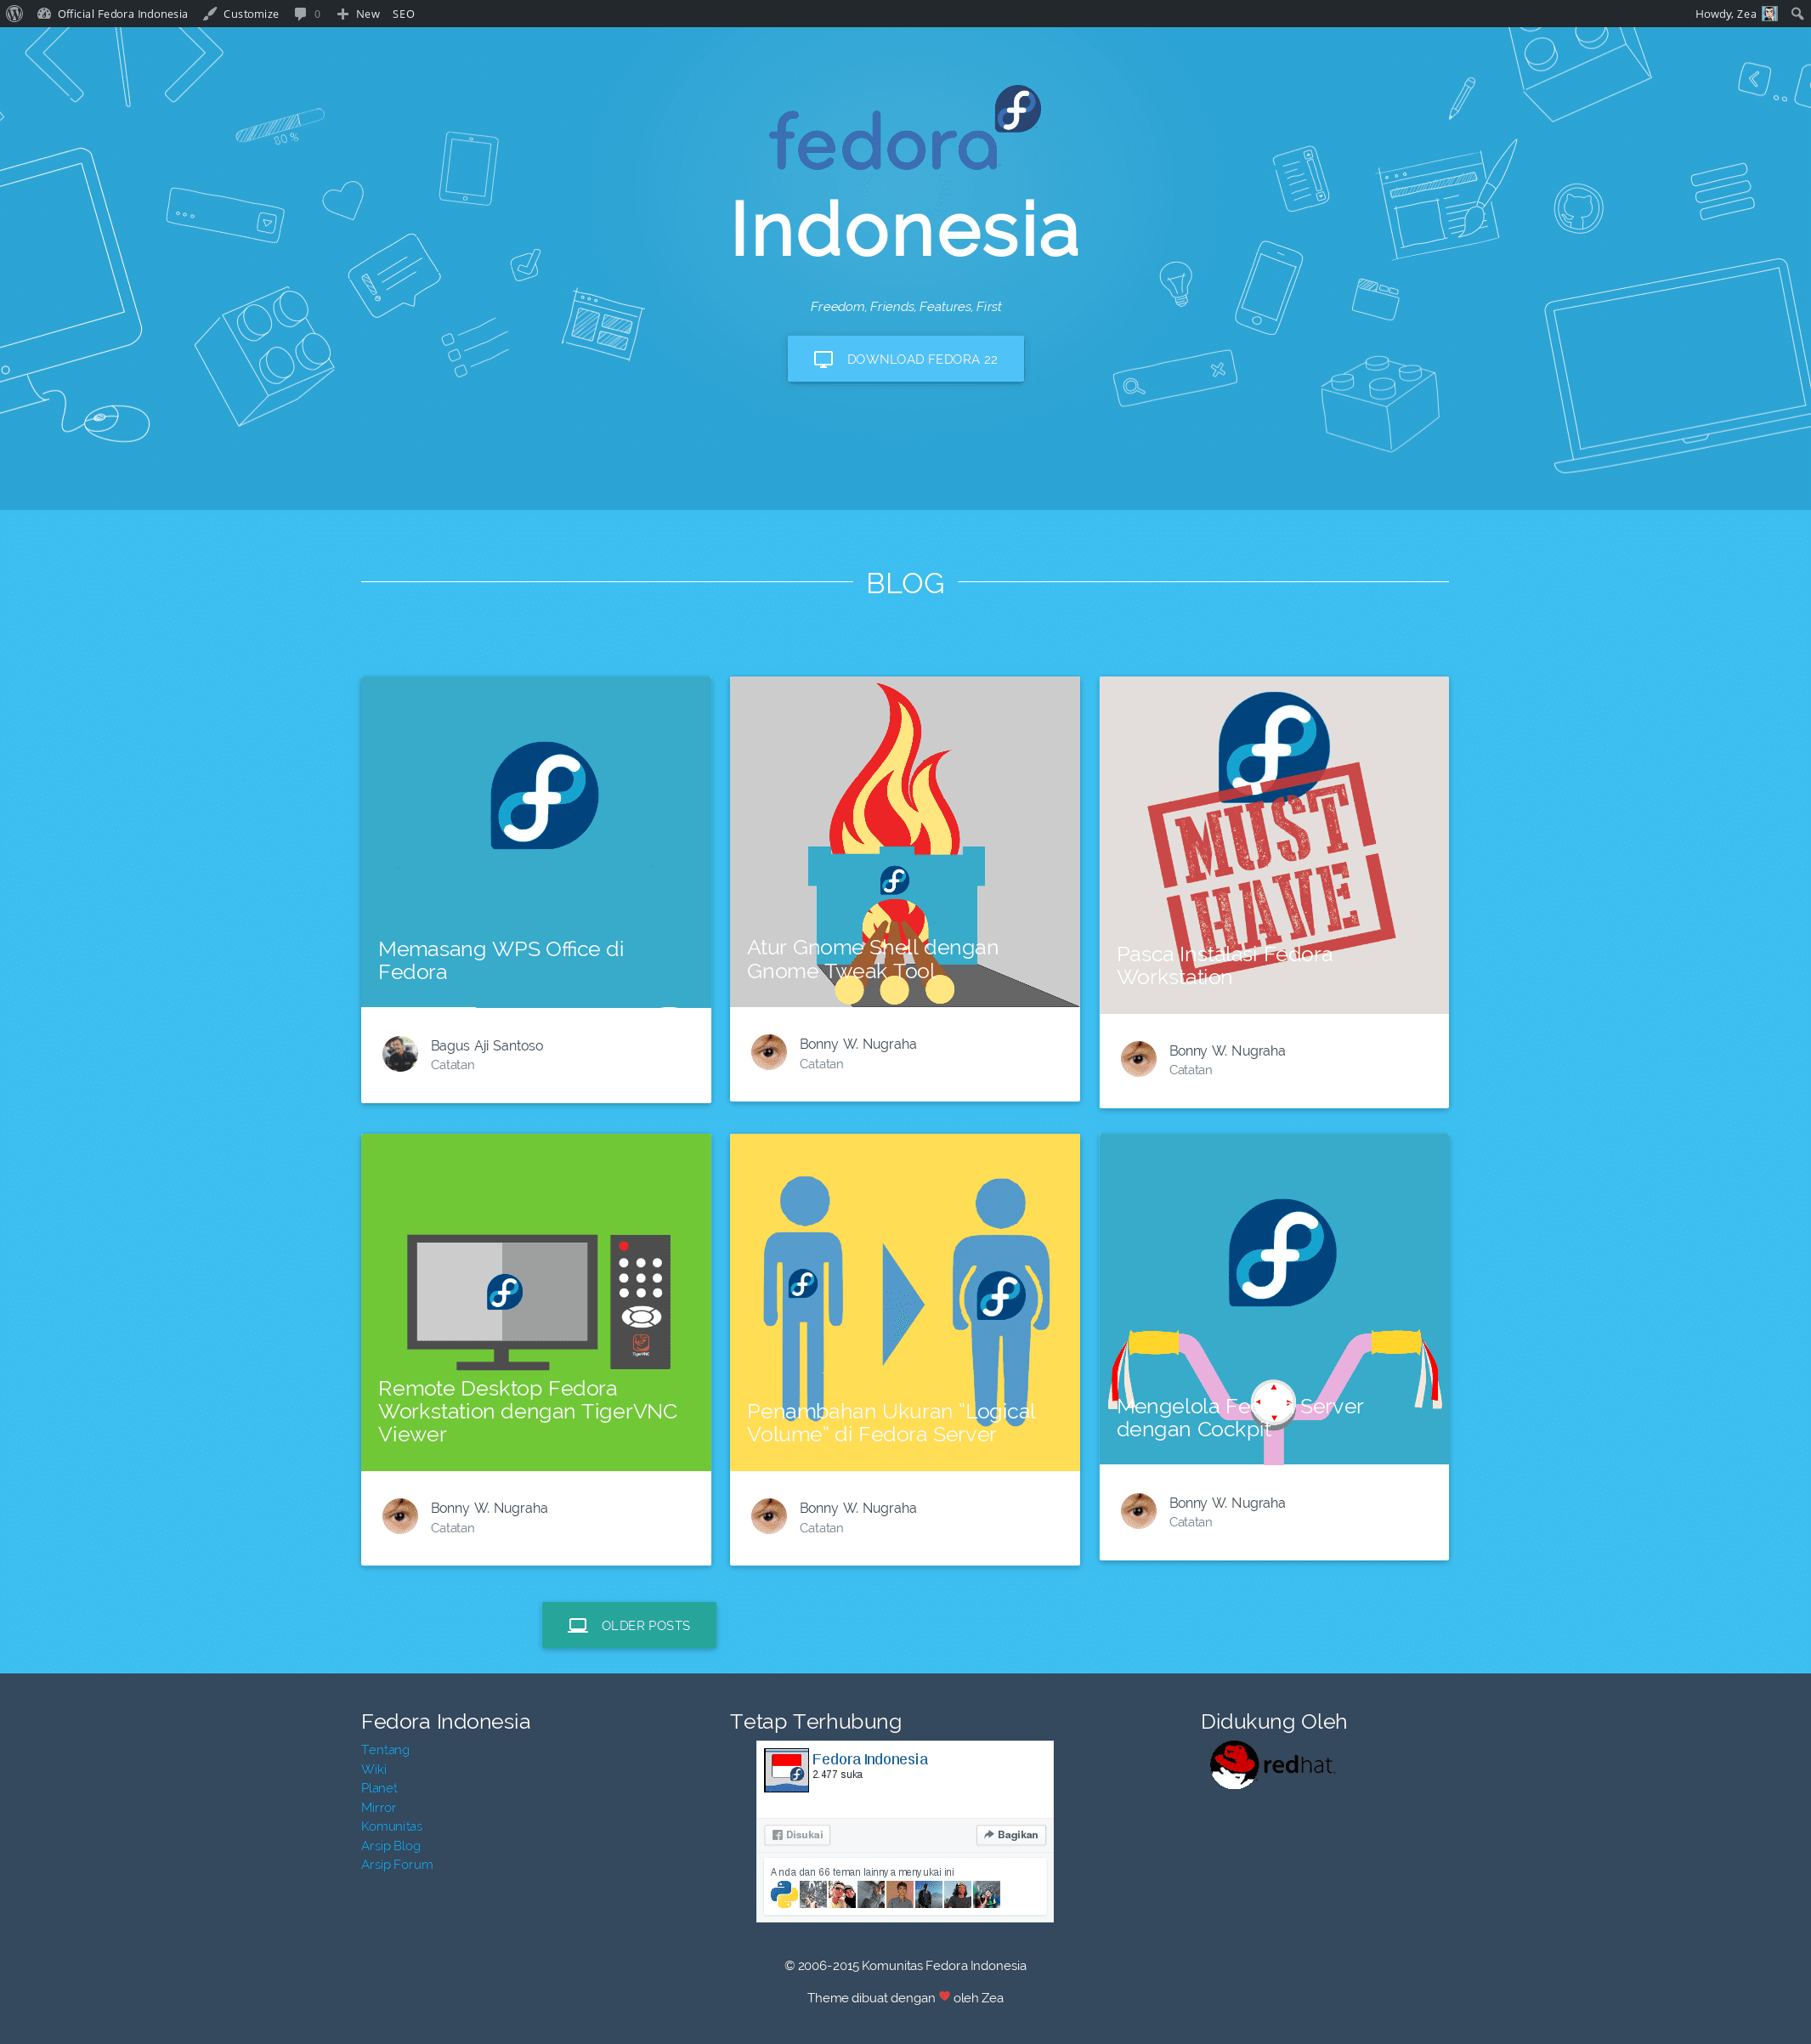 Official Fedora Indonesia Customize 0 New SEO Howdy, Zea
80%
fedora
Indonesia
Freedom, Friends, Features, First
DOWNLOAD FEDORA 22
BLOG
Memasang WPS Office di
Fedora
Bagus Aji Santoso
Catatan
Atur Gnome Shell dengan
Gnome Tweak Tool
Bonny W. Nugraha
Catatan
MUST
HAVE
Pasca Instalasi Fedora
Workstation
Bonny W. Nugraha
Catatan
TigerVNC
Remote Desktop Fedora
Workstation dengan TigerVNC
Viewer
Bonny W. Nugraha
Catatan
Penambahan Ukuran “Logical
Volume” di Fedora Server
Bonny W. Nugraha
Catatan
Mengelola Fedora Server
dengan Cockpit
Bonny W. Nugraha
Catatan
OLDER POSTS
Fedora Indonesia
Tentang
Wiki
Planet
Mirror
Komunitas
Arsip Blog
Arsip Forum
Tetap Terhubung
Fedora Indonesia
2.477 suka
Disukai
Bagikan
Anda dan 66 teman lainnya menyukai ini
Didukung Oleh
redhat.
© 2006-2015 Komunitas Fedora Indonesia
Theme dibuat dengan ❤ oleh Zea